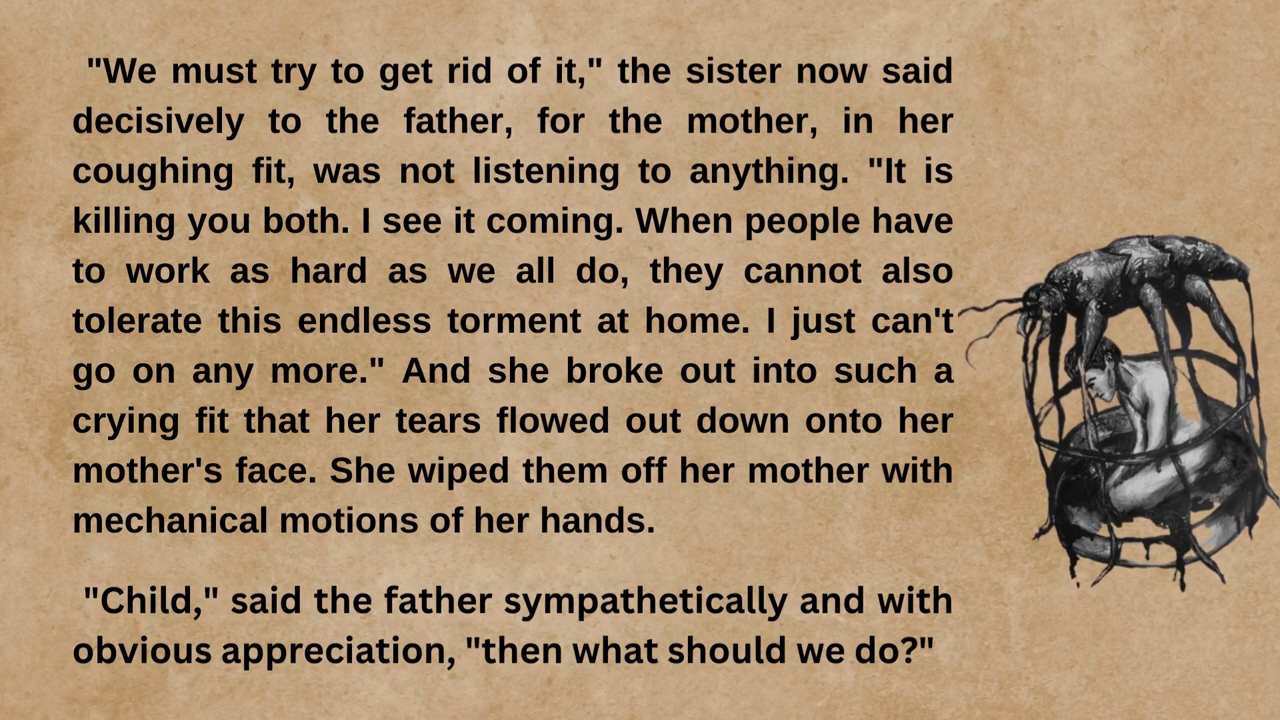 "We must try to get rid of it," the sister now said
decisively to the father, for the mother, in her
coughing fit, was not listening to anything. "It is
killing you both. I see it coming. When people have
to work as hard as we all do, they cannot also
tolerate this endless torment at home. I just can't
go on any more." And she broke out into such a
crying fit that her tears flowed out down onto her
mother's face. She wiped them off her mother with
mechanical motions of her hands.
"Child," said the father sympathetically and with
obvious appreciation, "then what should we do?"